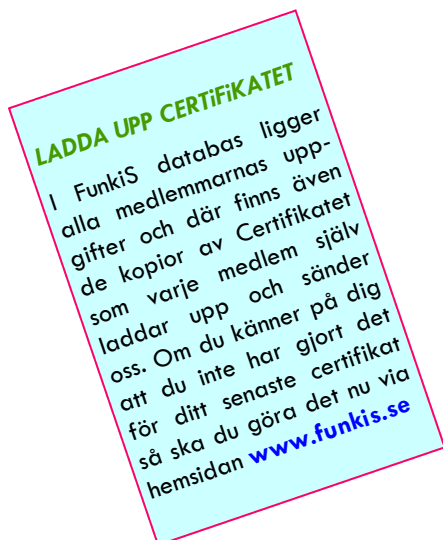 LADDA UPP CERTiFiKATET
I FunkiS databas ligger
alla medlemmarnas upp-
gifter och där finns även
de kopior av Certifikatet
som varje medlem själv
laddar upp och sänder
oss. Om du känner på dig
att du inte har gjort det
för ditt senaste certifikat
så ska du göra det nu via
hemsidan www.funkis.se